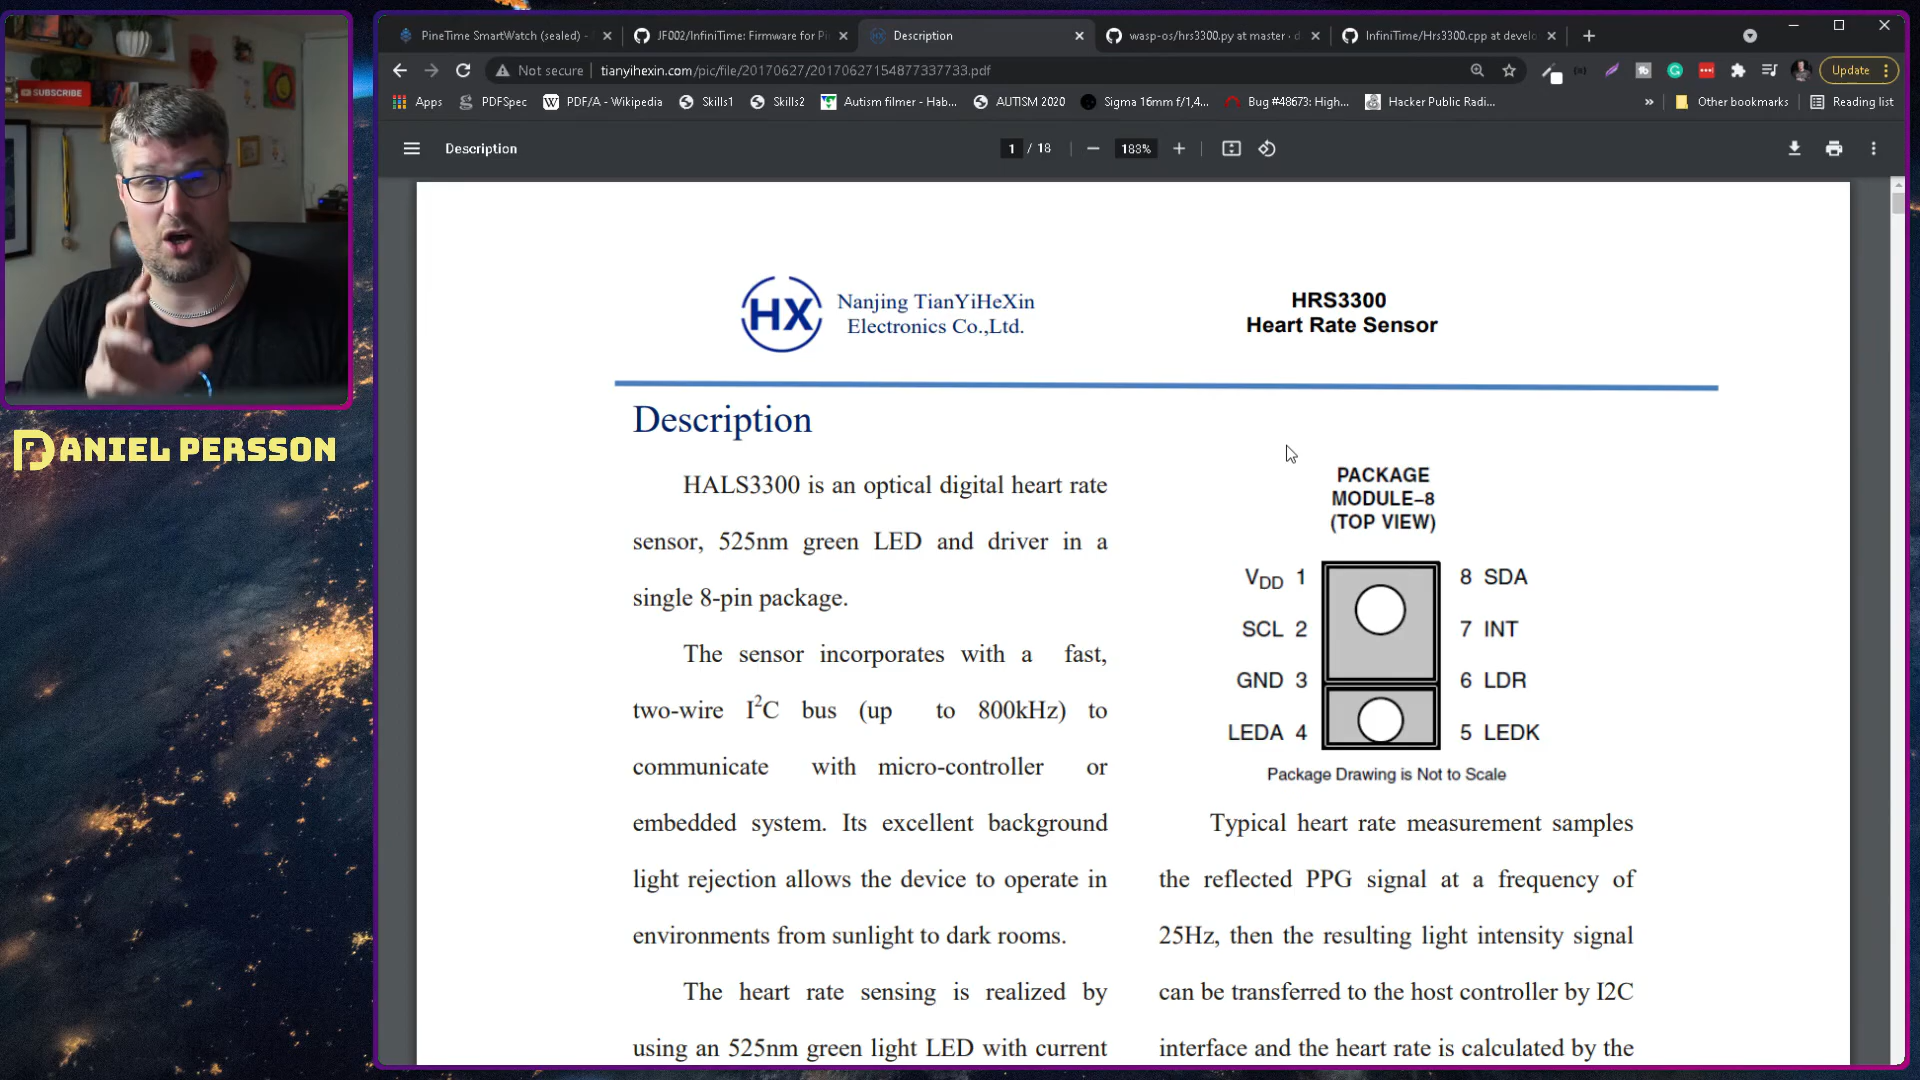 PineTime SmartWatch (sealed) -
JF002/InfiniTime: Firmware for Pi
Description
wasp-os/hrs3300.py at master · d
InfiniTime/Hrs3300.cpp at develo
Not secure
tianyihexin.com/pic/file/20170627/20170627154877337733.pdf
Update
Apps
PDFSpec
PDF/A - Wikipedia
Skills1
Skills2
Autism filmer - Hab...
AUTISM 2020
Sigma 16mm f/1,4...
Bug #48673: High...
Hacker Public Radi...
»
Other bookmarks
Reading list
Description
1 / 18
183%
SUBSCRIBE
DANIEL PERSSON
HX
Nanjing TianYiHeXin
Electronics Co.,Ltd.
HRS3300
Heart Rate Sensor
Description
HALS3300 is an optical digital heart rate
sensor, 525nm green LED and driver in a
single 8-pin package.
The sensor incorporates with a fast,
two-wire I²C bus (up to 800kHz) to
communicate with micro-controller or
embedded system. Its excellent background
light rejection allows the device to operate in
environments from sunlight to dark rooms.
The heart rate sensing is realized by
using an 525nm green light LED with current
PACKAGE
MODULE–8
(TOP VIEW)
VDD 1
8 SDA
SCL 2
7 INT
GND 3
6 LDR
LEDA 4
5 LEDK
Package Drawing is Not to Scale
Typical heart rate measurement samples
the reflected PPG signal at a frequency of
25Hz, then the resulting light intensity signal
can be transferred to the host controller by I2C
interface and the heart rate is calculated by the